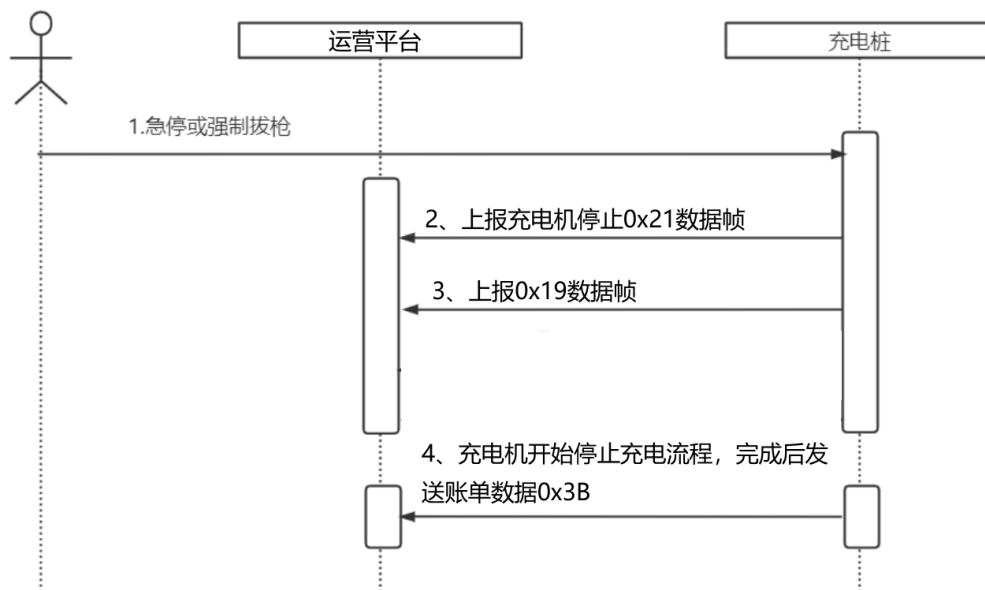 运营平台
充电桩
1.急停或强制拔枪
2、上报充电机停止0x21数据帧
3、上报0x19数据帧
4、充电机开始停止充电流程，完成后发
送账单数据0x3B